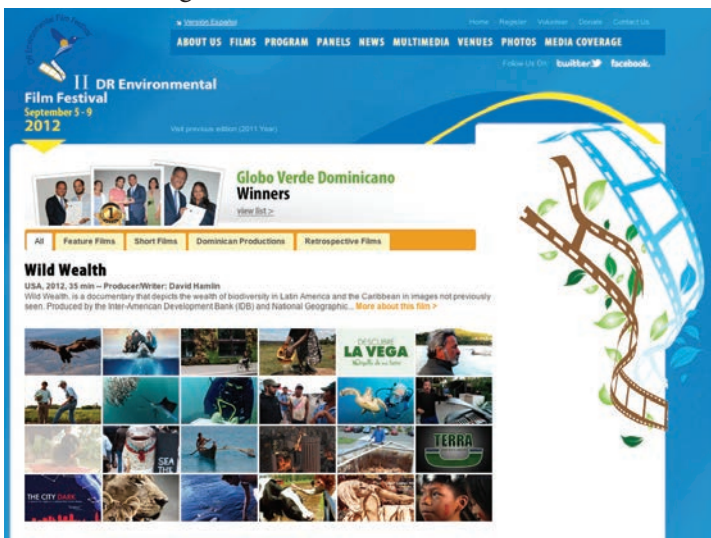 Versión Español
Home Register Volunteer Donate Contact Us
ABOUT US FILMS PROGRAM PANELS NEWS MULTIMEDIA VENUES PHOTOS MEDIA COVERAGE
Follow Us On: twitter facebook.
DR Environmental Film Festival
II DR Environmental
Film Festival
September 5 - 9
2012
Visit previous edition (2011 Year)
Globo Verde Dominicano
Winners
view list >
1
All Feature Films Short Films Dominican Productions Retrospective Films
Wild Wealth
USA, 2012, 35 min -- Producer/Writer: David Hamlin
Wild Wealth, is a documentary that depicts the wealth of biodiversity in Latin America and the Caribbean in images not previously
seen. Produced by the Inter-American Development Bank (IDB) and National Geographic... More about this film >
DESCUBRE
LA VEGA
SEA
THE
TERRA
THE CITY DARK